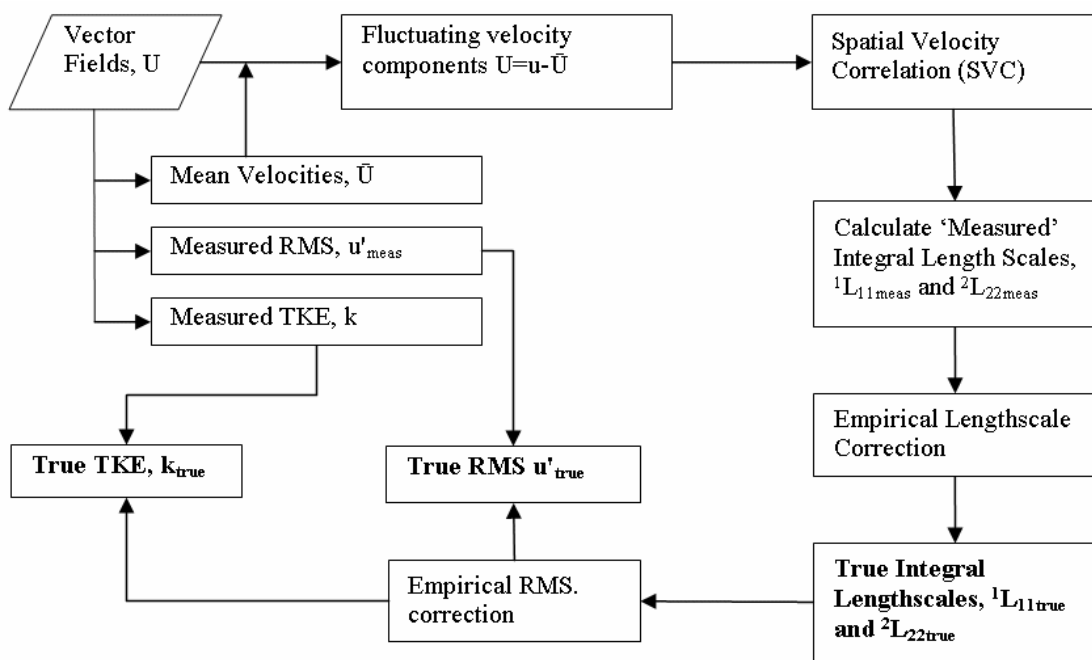 Vector
Fields, U
Fluctuating velocity
components U=u-Ū
Spatial Velocity
Correlation (SVC)
Mean Velocities, Ū
Measured RMS, u'meas
Measured TKE, k
Calculate ‘Measured’
Integral Length Scales,
¹L11meas and ²L22meas
Empirical Lengthscale
Correction
True TKE, ktrue
True RMS u'true
Empirical RMS.
correction
True Integral
Lengthscales, ¹L11true
and ²L22true